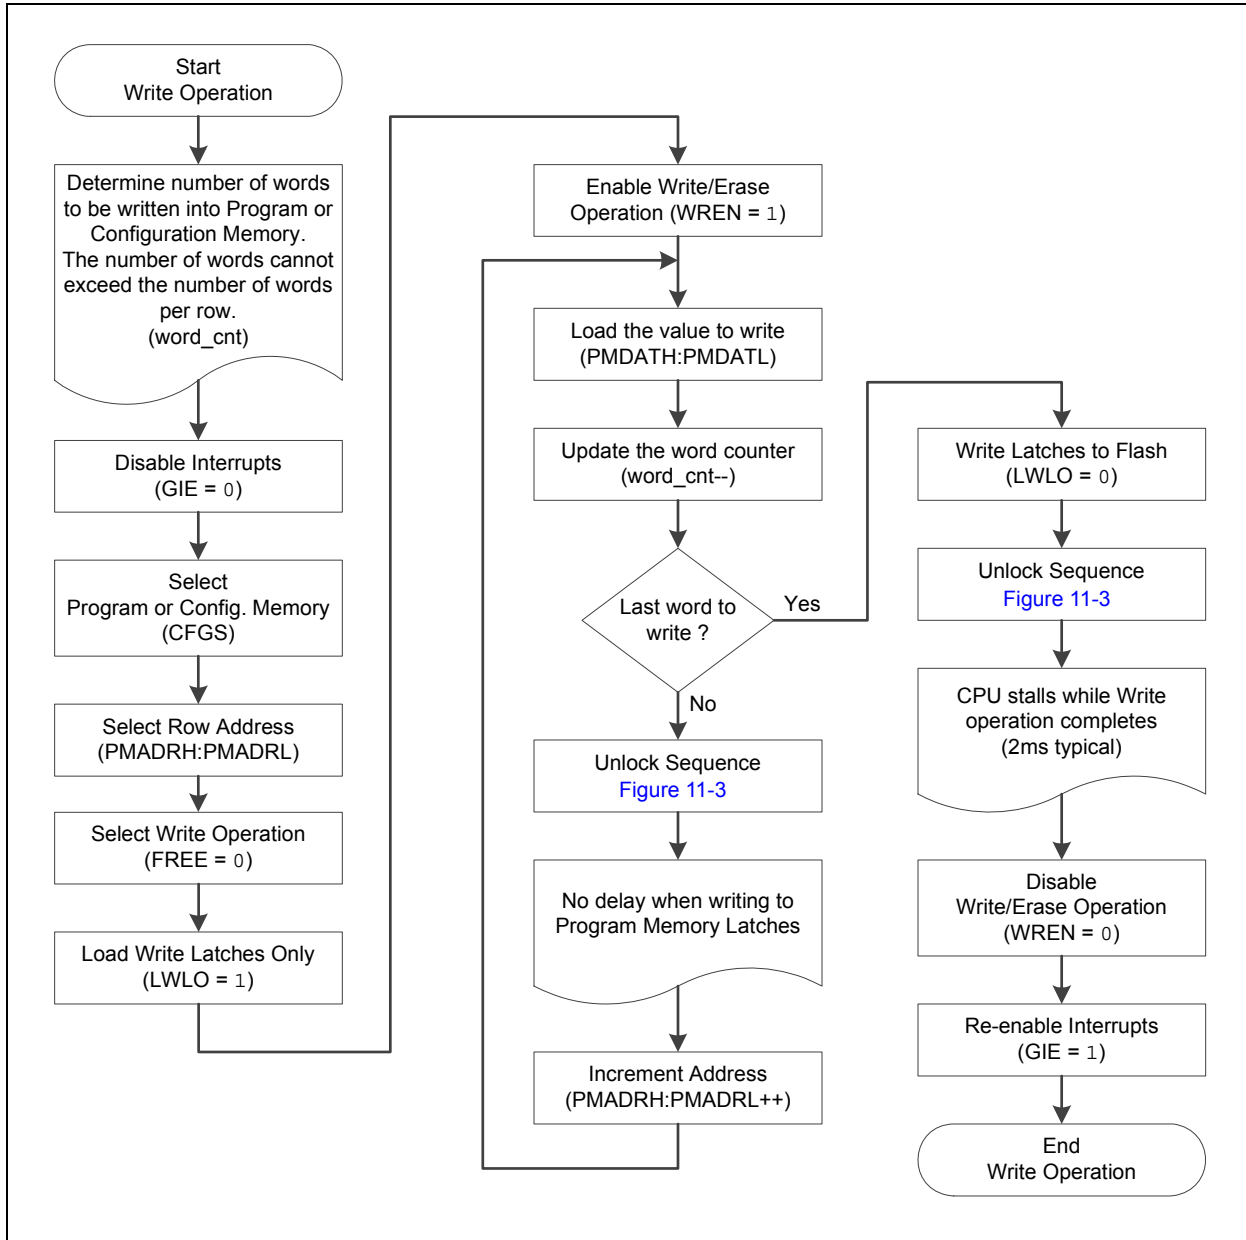 Start
Write Operation
Determine number of words
to be written into Program or
Configuration Memory.
The number of words cannot
exceed the number of words
per row.
(word_cnt)
Disable Interrupts
(GIE = 0)
Select
Program or Config. Memory
(CFGS)
Select Row Address
(PMADRH:PMADRL)
Select Write Operation
(FREE = 0)
Load Write Latches Only
(LWLO = 1)
Enable Write/Erase
Operation (WREN = 1)
Load the value to write
(PMDATH:PMDATL)
Update the word counter
(word_cnt--)
Last word to
write ?
Yes
No
Unlock Sequence
Figure 11-3
No delay when writing to
Program Memory Latches
Increment Address
(PMADRH:PMADRL++)
Write Latches to Flash
(LWLO = 0)
Unlock Sequence
Figure 11-3
CPU stalls while Write
operation completes
(2ms typical)
Disable
Write/Erase Operation
(WREN = 0)
Re-enable Interrupts
(GIE = 1)
End
Write Operation